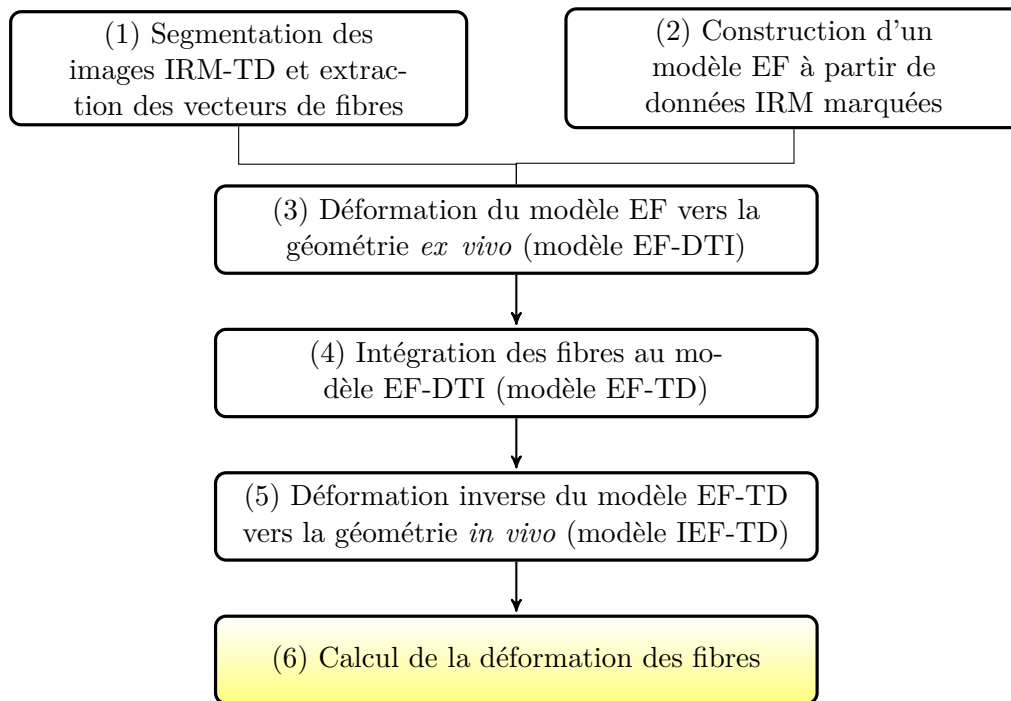 (1) Segmentation des
images IRM-TD et extrac-
tion des vecteurs de fibres
(2) Construction d'un
modèle EF à partir de
données IRM marquées
(3) Déformation du modèle EF vers la
géométrie ex vivo (modèle EF-DTI)
(4) Intégration des fibres au mo-
dèle EF-DTI (modèle EF-TD)
(5) Déformation inverse du modèle EF-TD
vers la géométrie in vivo (modèle IEF-TD)
(6) Calcul de la déformation des fibres